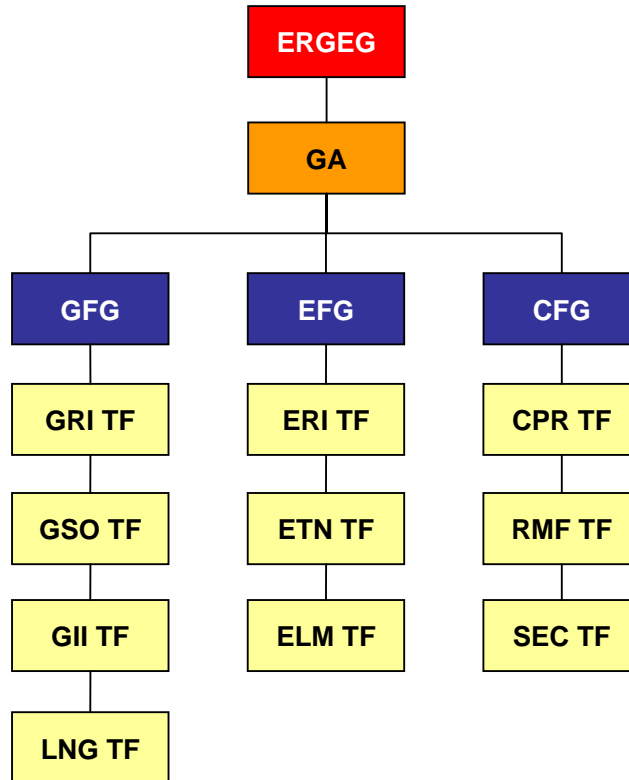 ERGEG
GA
GFG
EFG
CFG
GRI TF
ERI TF
CPR TF
GSO TF
ETN TF
RMF TF
GII TF
ELM TF
SEC TF
LNG TF